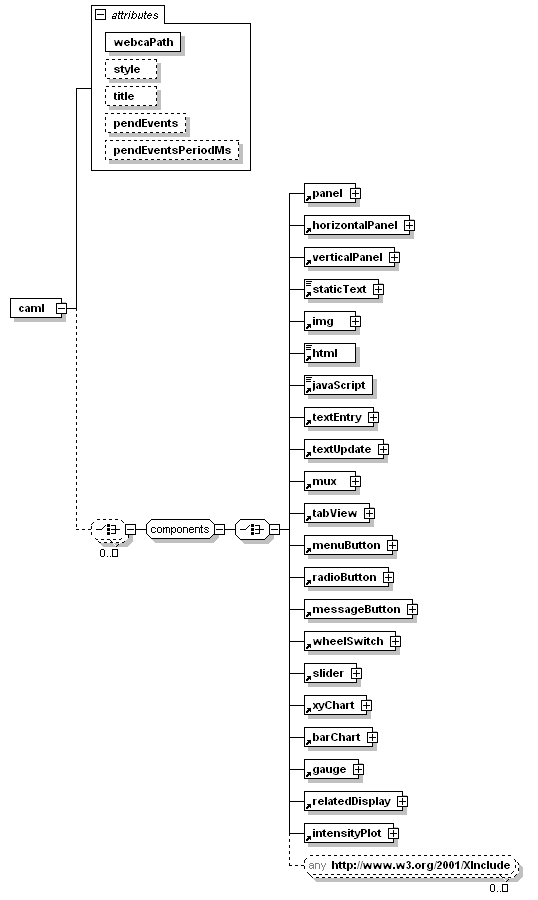 attributes
webcaPath
style
title
pendEvents
pendEventsPeriodMs
panel
horizontalPanel
verticalPanel
staticText
caml
img
html
javaScript
textEntry
textUpdate
mux
tabView
components
0..
menuButton
radioButton
messageButton
wheelSwitch
slider
xyChart
barChart
gauge
relatedDisplay
intensityPlot
any http://www.w3.org/2001/XInclude
0..